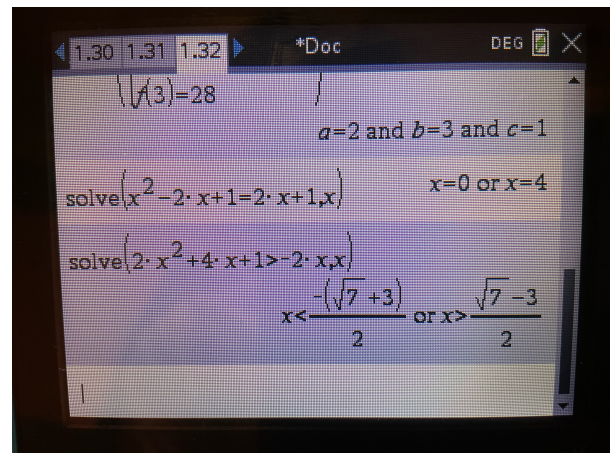 1.30 1.31 1.32 *Doc DEG
f(3)=28
a=2 and b=3 and c=1
solve(x²-2·x+1=2·x+1,x)
x=0 or x=4
solve(2·x²+4·x+1>-2·x,x)
x<-(√7+3)/2 or x>(√7-3)/2